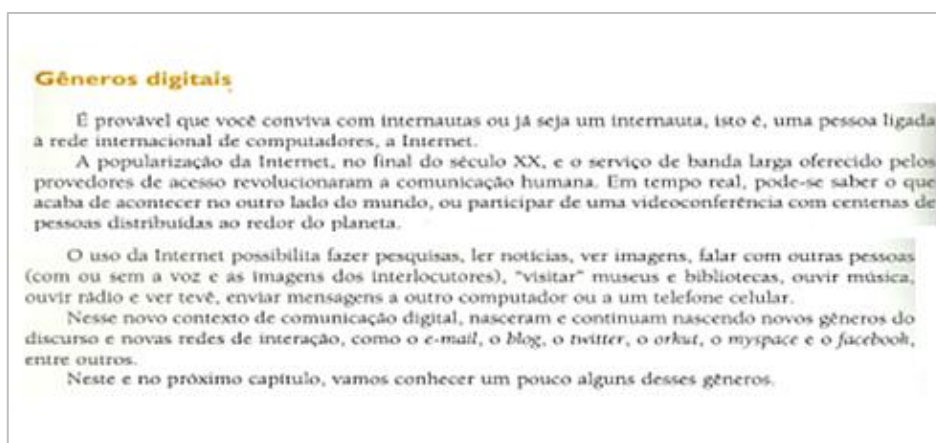 Gêneros digitais
É provável que você conviva com internautas ou já seja um internauta, isto é, uma pessoa ligada
à rede internacional de computadores, a Internet.
A popularização da Internet, no final do século XX, e o serviço de banda larga oferecido pelos
provedores de acesso revolucionaram a comunicação humana. Em tempo real, pode-se saber o que
acaba de acontecer no outro lado do mundo, ou participar de uma videoconferência com centenas de
pessoas distribuídas ao redor do planeta.
O uso da Internet possibilita fazer pesquisas, ler notícias, ver imagens, falar com outras pessoas
(com ou sem a voz e as imagens dos interlocutores), "visitar" museus e bibliotecas, ouvir música,
ouvir rádio e ver tevê, enviar mensagens a outro computador ou a um telefone celular.
Nesse novo contexto de comunicação digital, nasceram e continuam nascendo novos gêneros do
discurso e novas redes de interação, como o e-mail, o blog, o twitter, o orkut, o myspace e o facebook,
entre outros.
Neste e no próximo capítulo, vamos conhecer um pouco alguns desses gêneros.